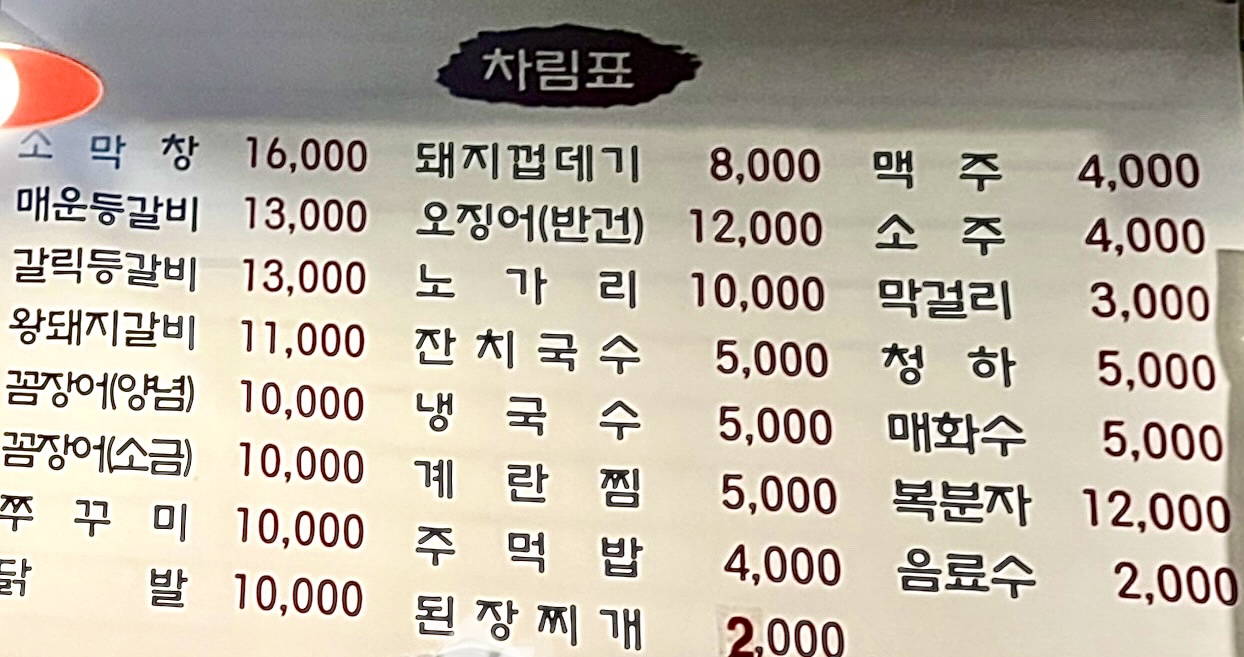 차림표
소 막 창 16,000
매운등갈비 13,000
갈릭등갈비 13,000
왕돼지갈비 11,000
꼼장어(양념) 10,000
꼼장어(소금) 10,000
쭈 꾸 미 10,000
닭 발 10,000
돼지껍데기 8,000
오징어(반건) 12,000
노 가 리 10,000
잔 치 국 수 5,000
냉 국 수 5,000
계 란 찜 5,000
주 먹 밥 4,000
된 장 찌 개 2,000
맥 주 4,000
소 주 4,000
막걸리 3,000
청 하 5,000
매화수 5,000
복분자 12,000
음료수 2,000